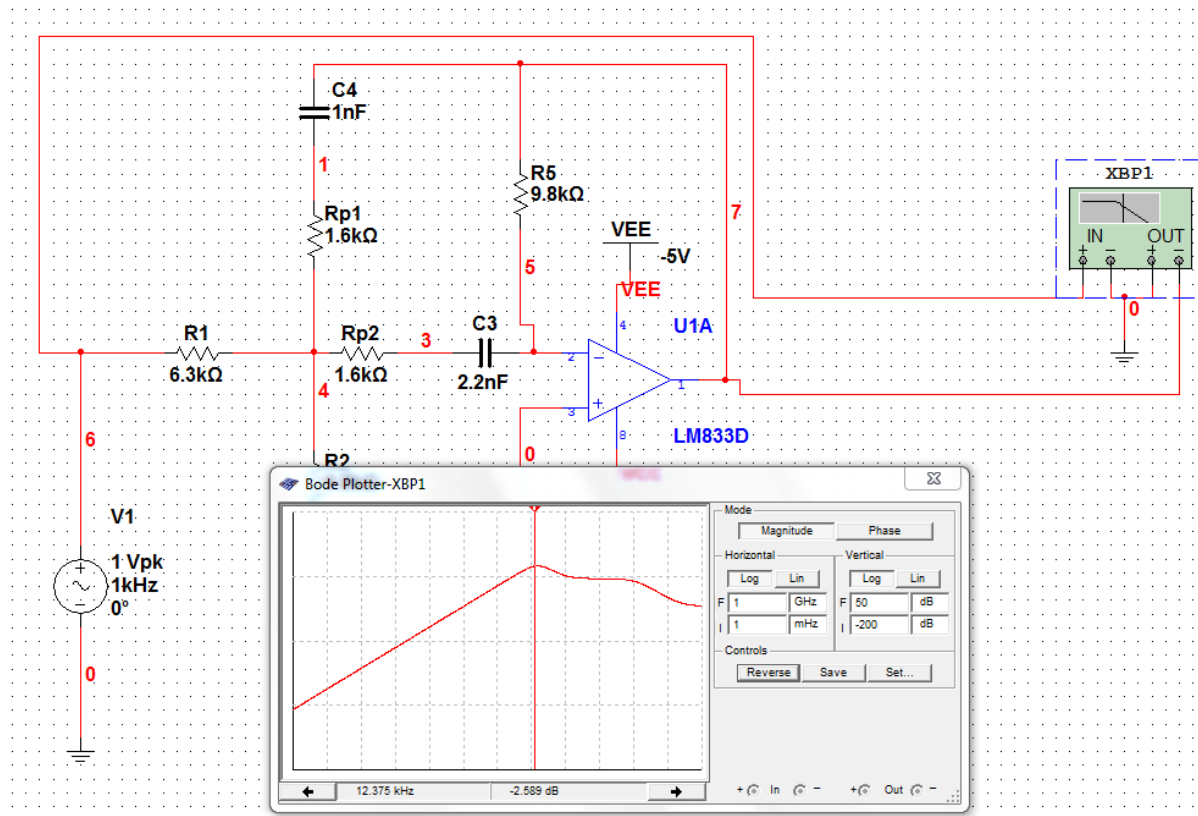 C4
1nF
1
Rp1
1.6kΩ
R5
9.8kΩ
5
VEE
-5V
VEE
7
XBP1
IN OUT
+ − + −
0
R1
6.3kΩ
Rp2
1.6kΩ
3
C3
2.2nF
4
2
−
4
U1A
1
3
+
8
LM833D
0
6
R2
V1
1 Vpk
1kHz
0°
+
−
0
Bode Plotter-XBP1
Mode
Magnitude Phase
Horizontal Vertical
Log Lin Log Lin
F 1 GHz F 50 dB
I 1 mHz I -200 dB
Controls
Reverse Save Set...
12.375 kHz -2.589 dB
+ In − + Out −